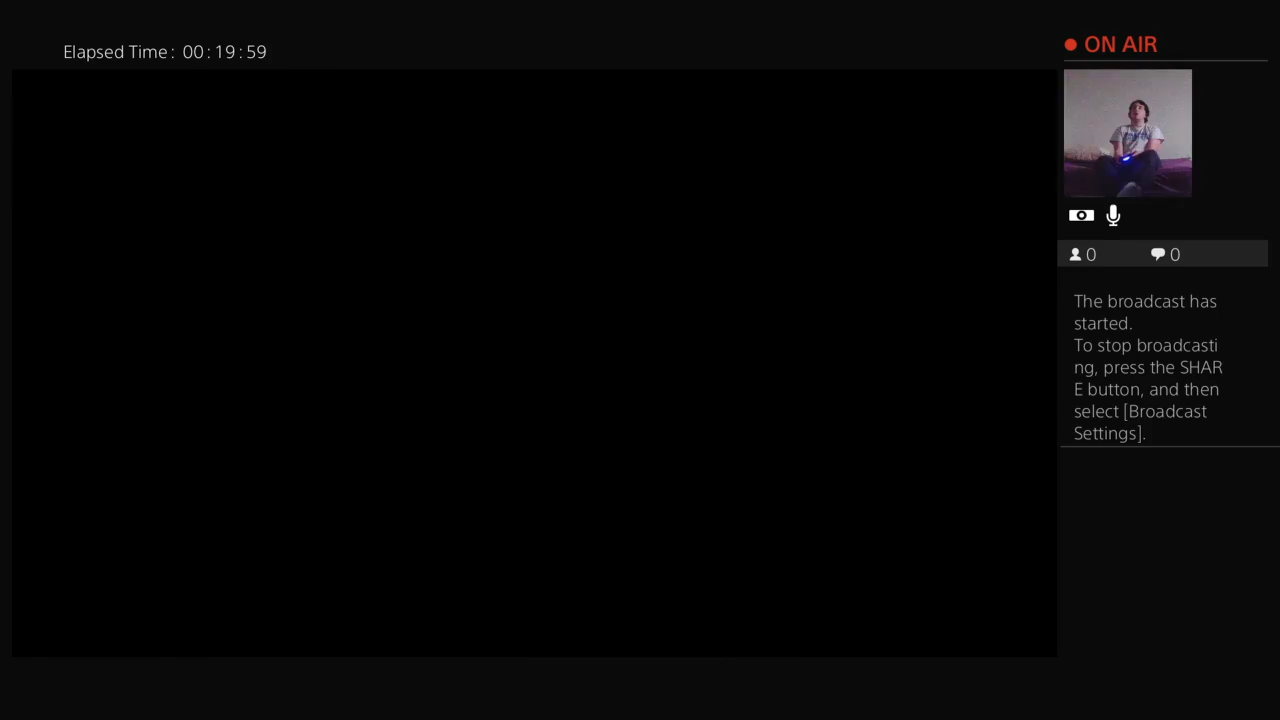 Elapsed Time: 00:19:59
ON AIR
0 0
The broadcast has
started.
To stop broadcasti
ng, press the SHAR
E button, and then
select [Broadcast
Settings].